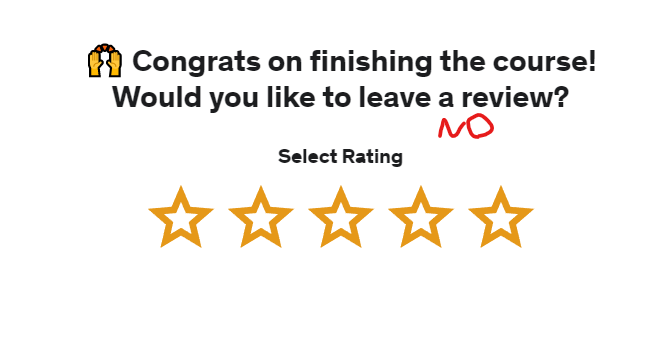 🙌 Congrats on finishing the course!
Would you like to leave a review?
NO
Select Rating